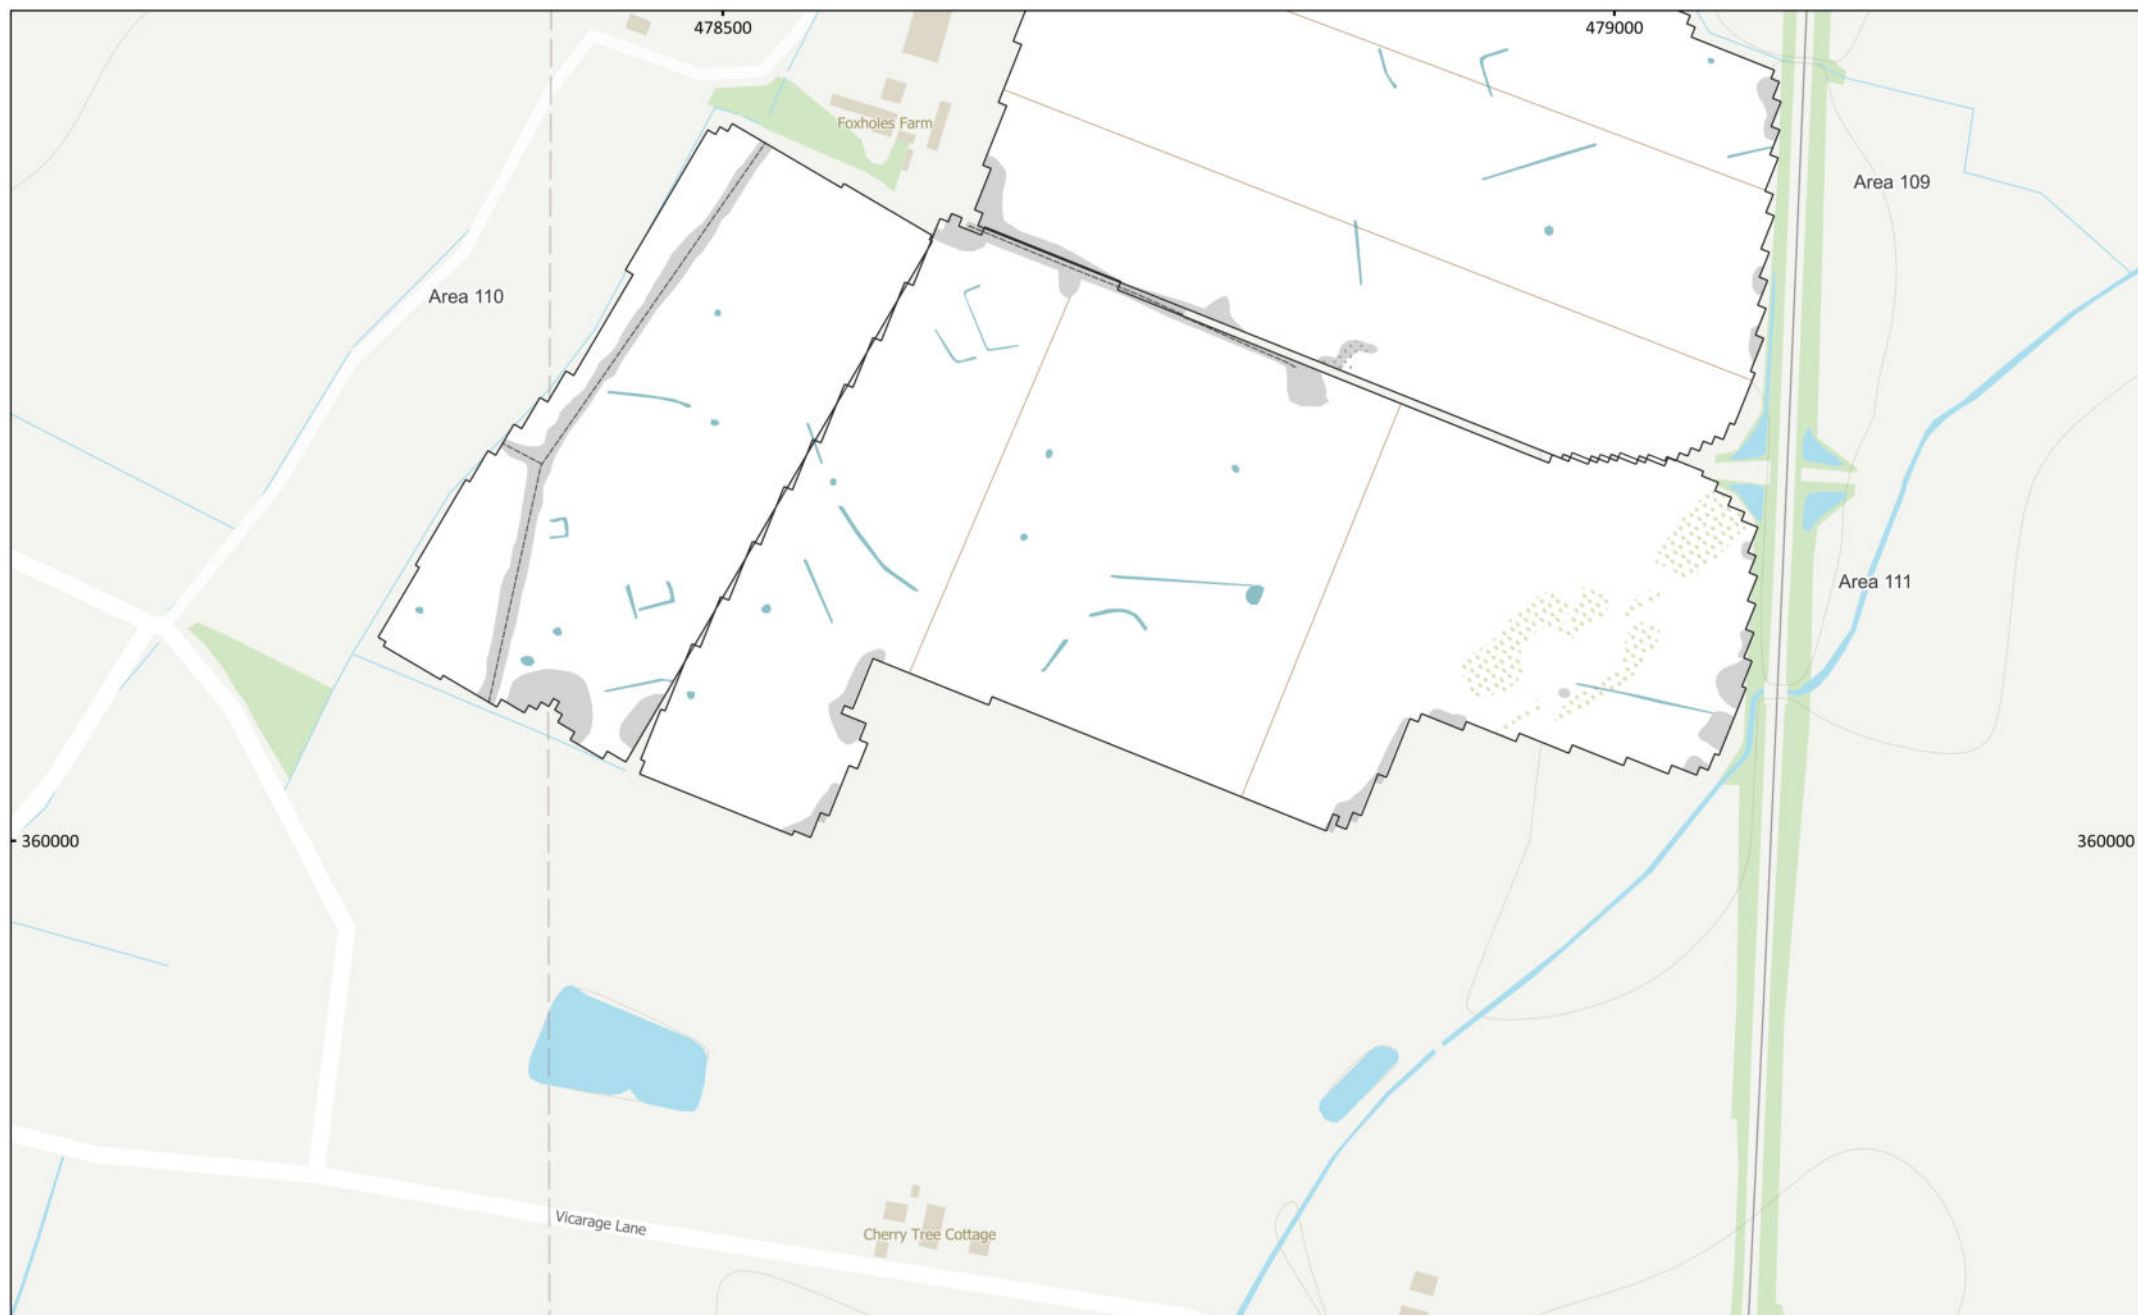 478500
479000
Foxholes Farm
Area 109
Area 110
Area 111
360000
360000
Vicarage Lane
Cherry Tree Cottage